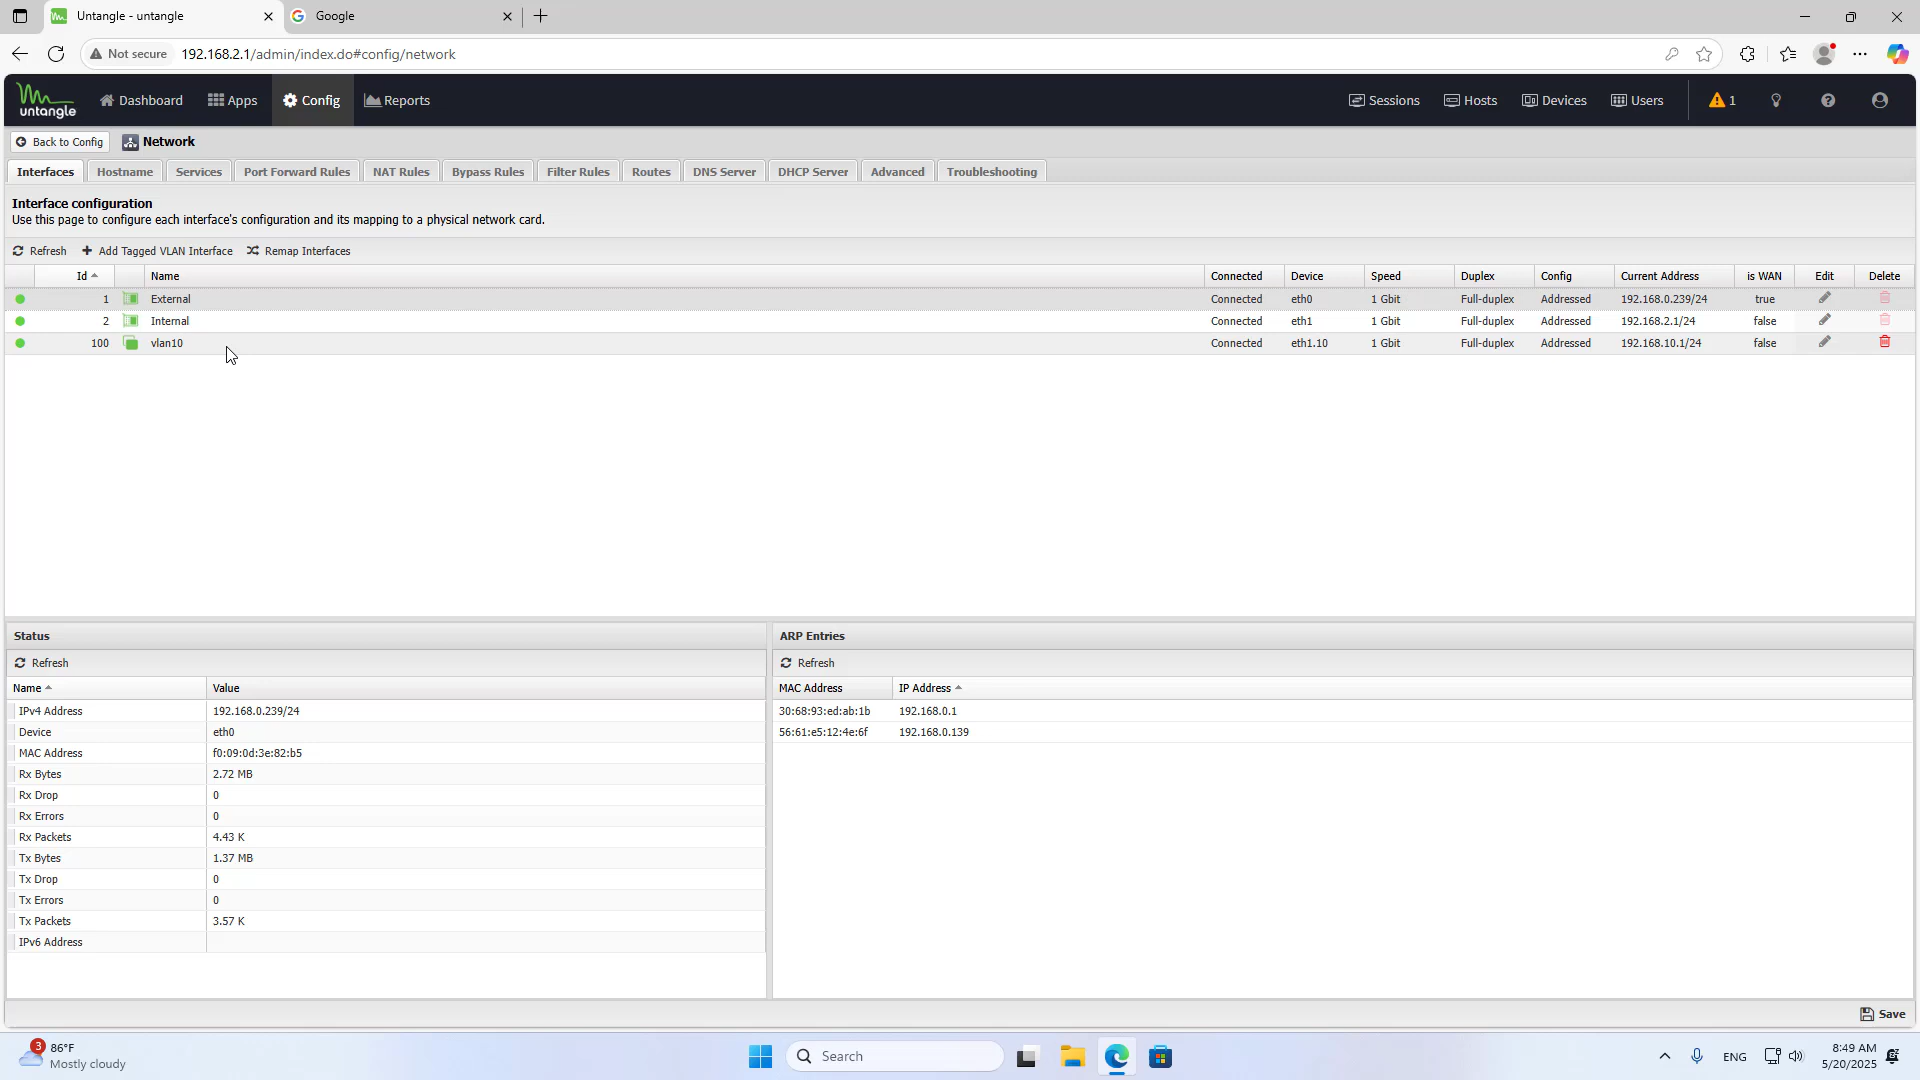 Untangle - untangle
Google
Not secure
192.168.2.1/admin/index.do#config/network
untangle
Dashboard
Apps
Config
Reports
Sessions
Hosts
Devices
Users
1
Back to Config
Network
Interfaces
Hostname
Services
Port Forward Rules
NAT Rules
Bypass Rules
Filter Rules
Routes
DNS Server
DHCP Server
Advanced
Troubleshooting
Interface configuration
Use this page to configure each interface's configuration and its mapping to a physical network card.
Refresh
Add Tagged VLAN Interface
Remap Interfaces
Id Name Connected Device Speed Duplex Config Current Address is WAN Edit Delete
1 External Connected eth0 1 Gbit Full-duplex Addressed 192.168.0.239/24 true
2 Internal Connected eth1 1 Gbit Full-duplex Addressed 192.168.2.1/24 false
100 vlan10 Connected eth1.10 1 Gbit Full-duplex Addressed 192.168.10.1/24 false
Status
Refresh
Name Value
IPv4 Address 192.168.0.239/24
Device eth0
MAC Address f0:09:0d:3e:82:b5
Rx Bytes 2.72 MB
Rx Drop 0
Rx Errors 0
Rx Packets 4.43 K
Tx Bytes 1.37 MB
Tx Drop 0
Tx Errors 0
Tx Packets 3.57 K
IPv6 Address
ARP Entries
Refresh
MAC Address IP Address
30:68:93:ed:ab:1b 192.168.0.1
56:61:e5:12:4e:6f 192.168.0.139
Save
3
86°F
Mostly cloudy
Search
ENG
8:49 AM
5/20/2025